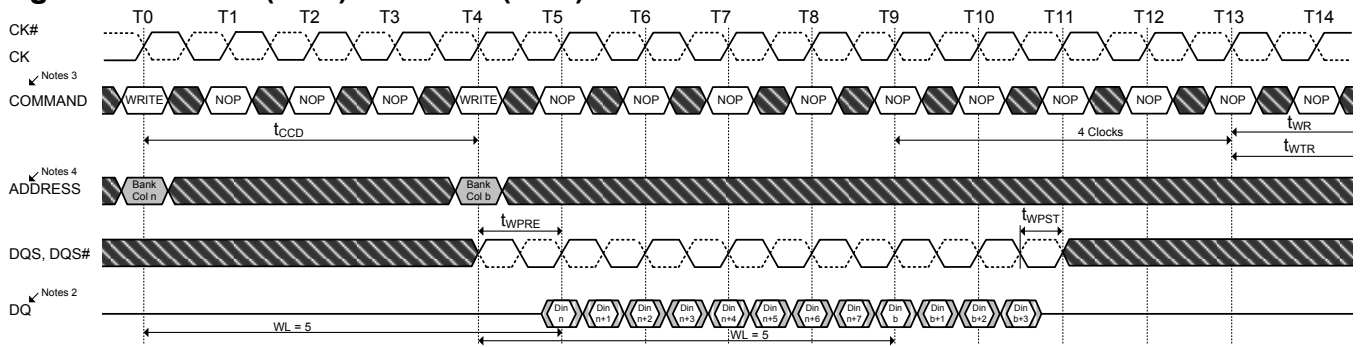 T0 T1 T2 T3 T4 T5 T6 T7 T8 T9 T10 T11 T12 T13 T14
CK#
CK
Notes 3
COMMAND WRITE NOP NOP NOP WRITE NOP NOP NOP NOP NOP NOP NOP NOP NOP NOP
tCCD 4 Clocks tWR
tWTR
Notes 4
ADDRESS Bank Col n Bank Col b
tWPRE tWPST
DQS, DQS#
Notes 2
DQ Din n Din n+1 Din n+2 Din n+3 Din n+4 Din n+5 Din n+6 Din n+7 Din b Din b+1 Din b+2 Din b+3
WL = 5 WL = 5